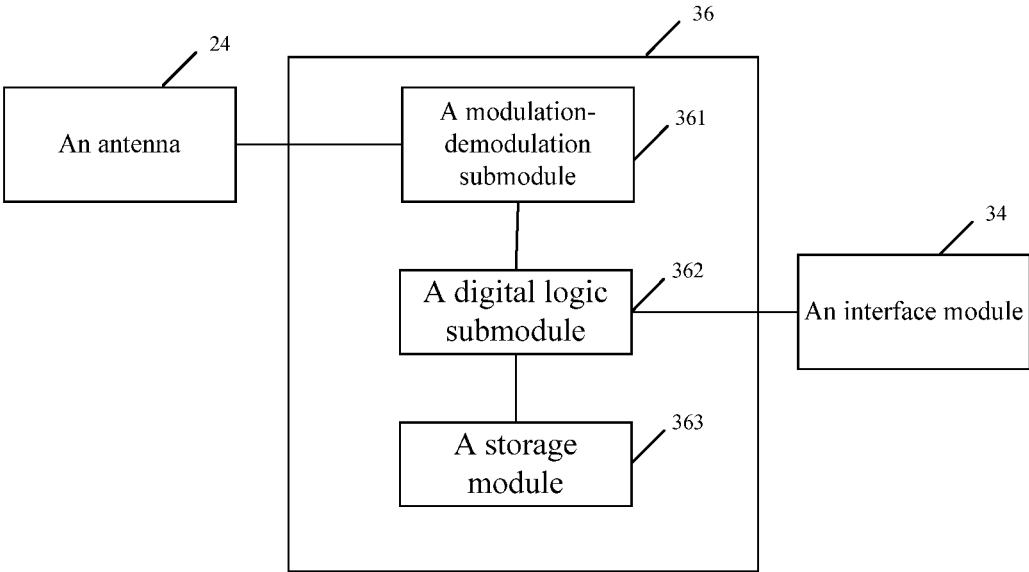 36
24
An antenna
A modulation-
demodulation
submodule
361
34
362
A digital logic
submodule
An interface module
363
A storage
module